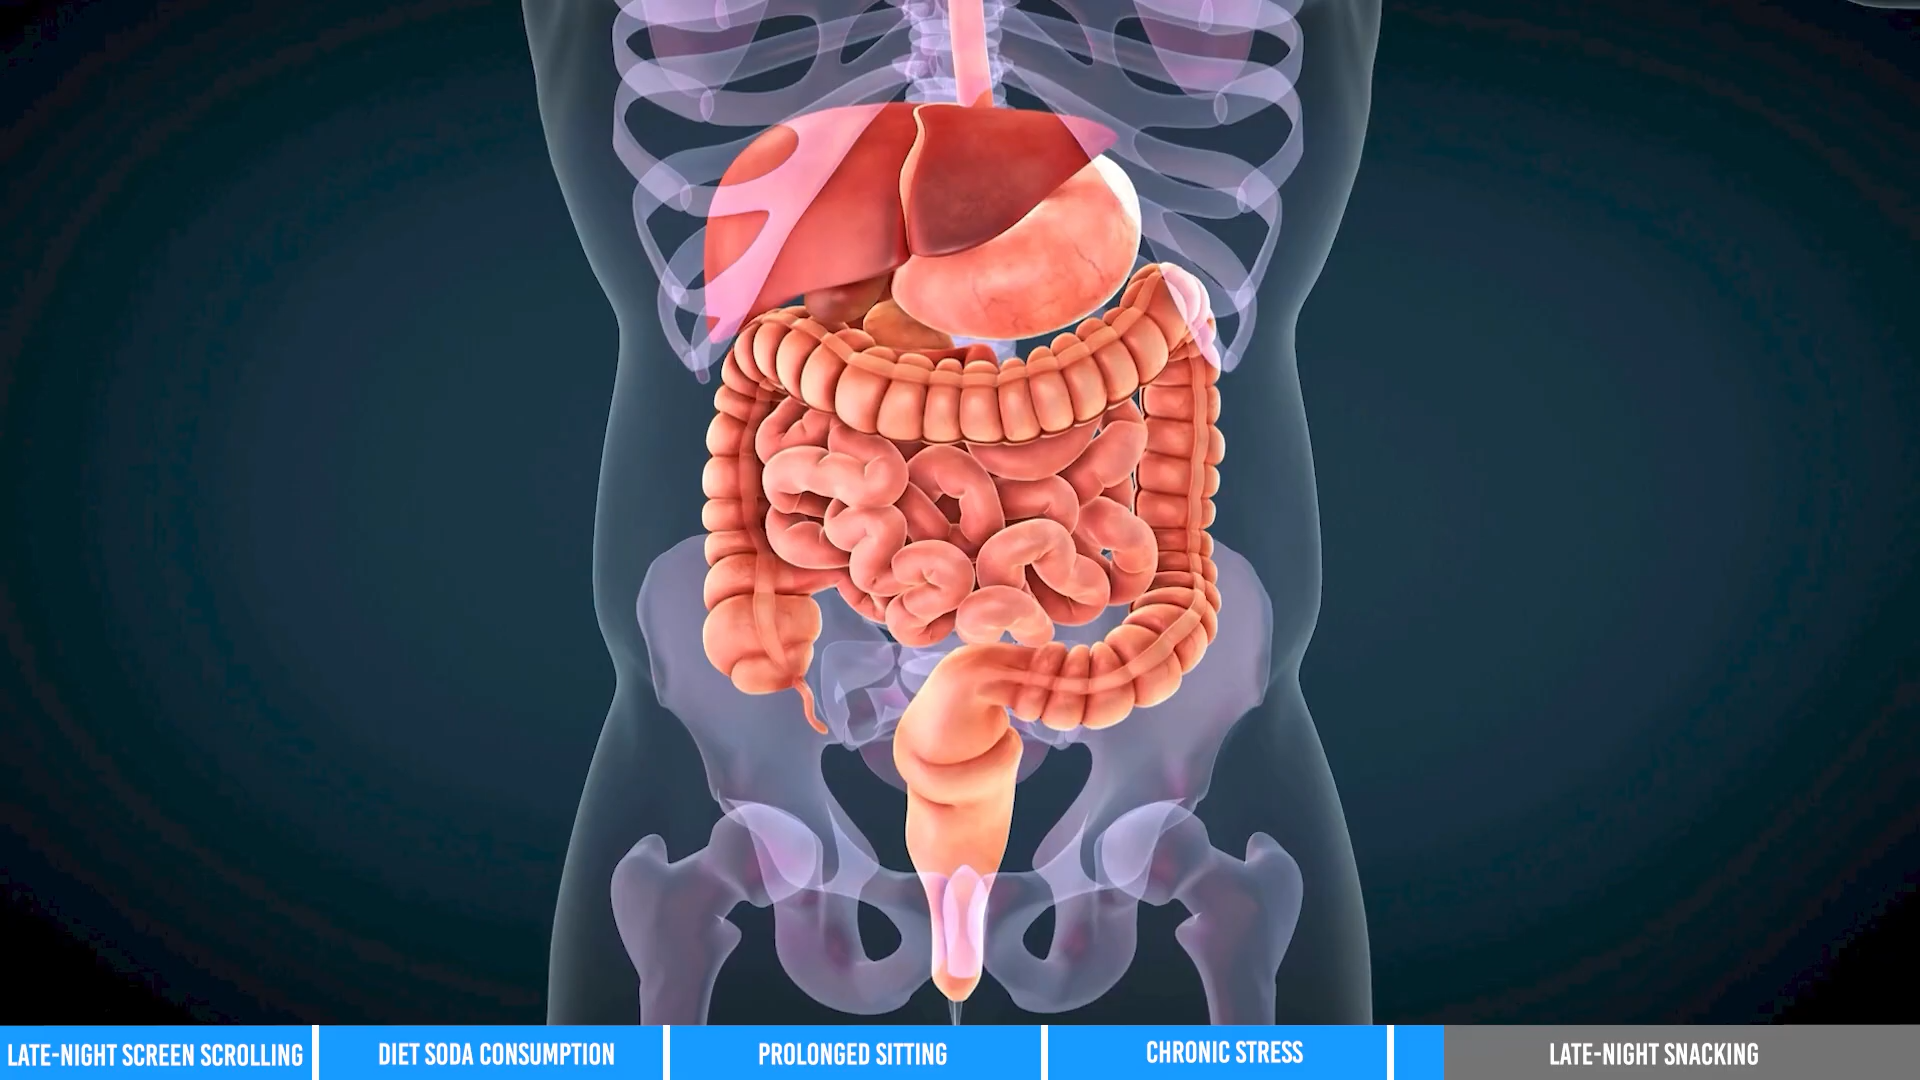 LATE-NIGHT SCREEN SCROLLING
DIET SODA CONSUMPTION
PROLONGED SITTING
CHRONIC STRESS
LATE-NIGHT SNACKING